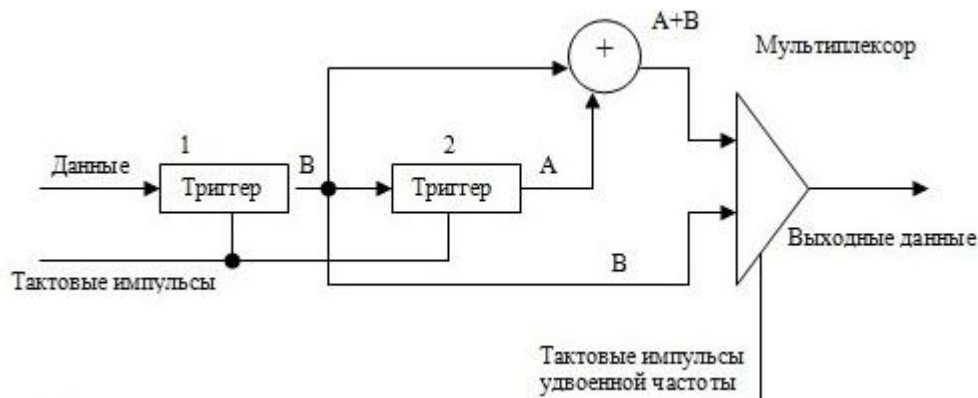 A+B
+
Мультиплексор
1
2
Данные
B
A
Триггер
Триггер
B
Выходные данные
Тактовые импульсы
Тактовые импульсы
удвоенной частоты